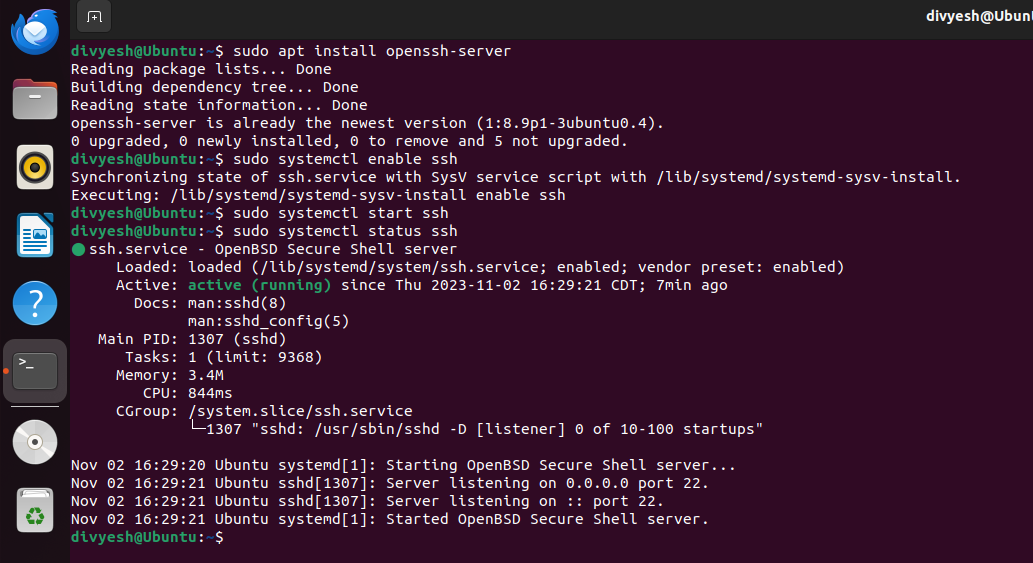 divyesh@Ubun
divyesh@Ubuntu:~$ sudo apt install openssh-server
Reading package lists... Done
Building dependency tree... Done
Reading state information... Done
openssh-server is already the newest version (1:8.9p1-3ubuntu0.4).
0 upgraded, 0 newly installed, 0 to remove and 5 not upgraded.
divyesh@Ubuntu:~$ sudo systemctl enable ssh
Synchronizing state of ssh.service with SysV service script with /lib/systemd/systemd-sysv-install.
Executing: /lib/systemd/systemd-sysv-install enable ssh
divyesh@Ubuntu:~$ sudo systemctl start ssh
divyesh@Ubuntu:~$ sudo systemctl status ssh
● ssh.service - OpenBSD Secure Shell server
     Loaded: loaded (/lib/systemd/system/ssh.service; enabled; vendor preset: enabled)
     Active: active (running) since Thu 2023-11-02 16:29:21 CDT; 7min ago
       Docs: man:sshd(8)
             man:sshd_config(5)
   Main PID: 1307 (sshd)
      Tasks: 1 (limit: 9368)
     Memory: 3.4M
        CPU: 844ms
     CGroup: /system.slice/ssh.service
             └─1307 "sshd: /usr/sbin/sshd -D [listener] 0 of 10-100 startups"
Nov 02 16:29:20 Ubuntu systemd[1]: Starting OpenBSD Secure Shell server...
Nov 02 16:29:21 Ubuntu sshd[1307]: Server listening on 0.0.0.0 port 22.
Nov 02 16:29:21 Ubuntu sshd[1307]: Server listening on :: port 22.
Nov 02 16:29:21 Ubuntu systemd[1]: Started OpenBSD Secure Shell server.
divyesh@Ubuntu:~$